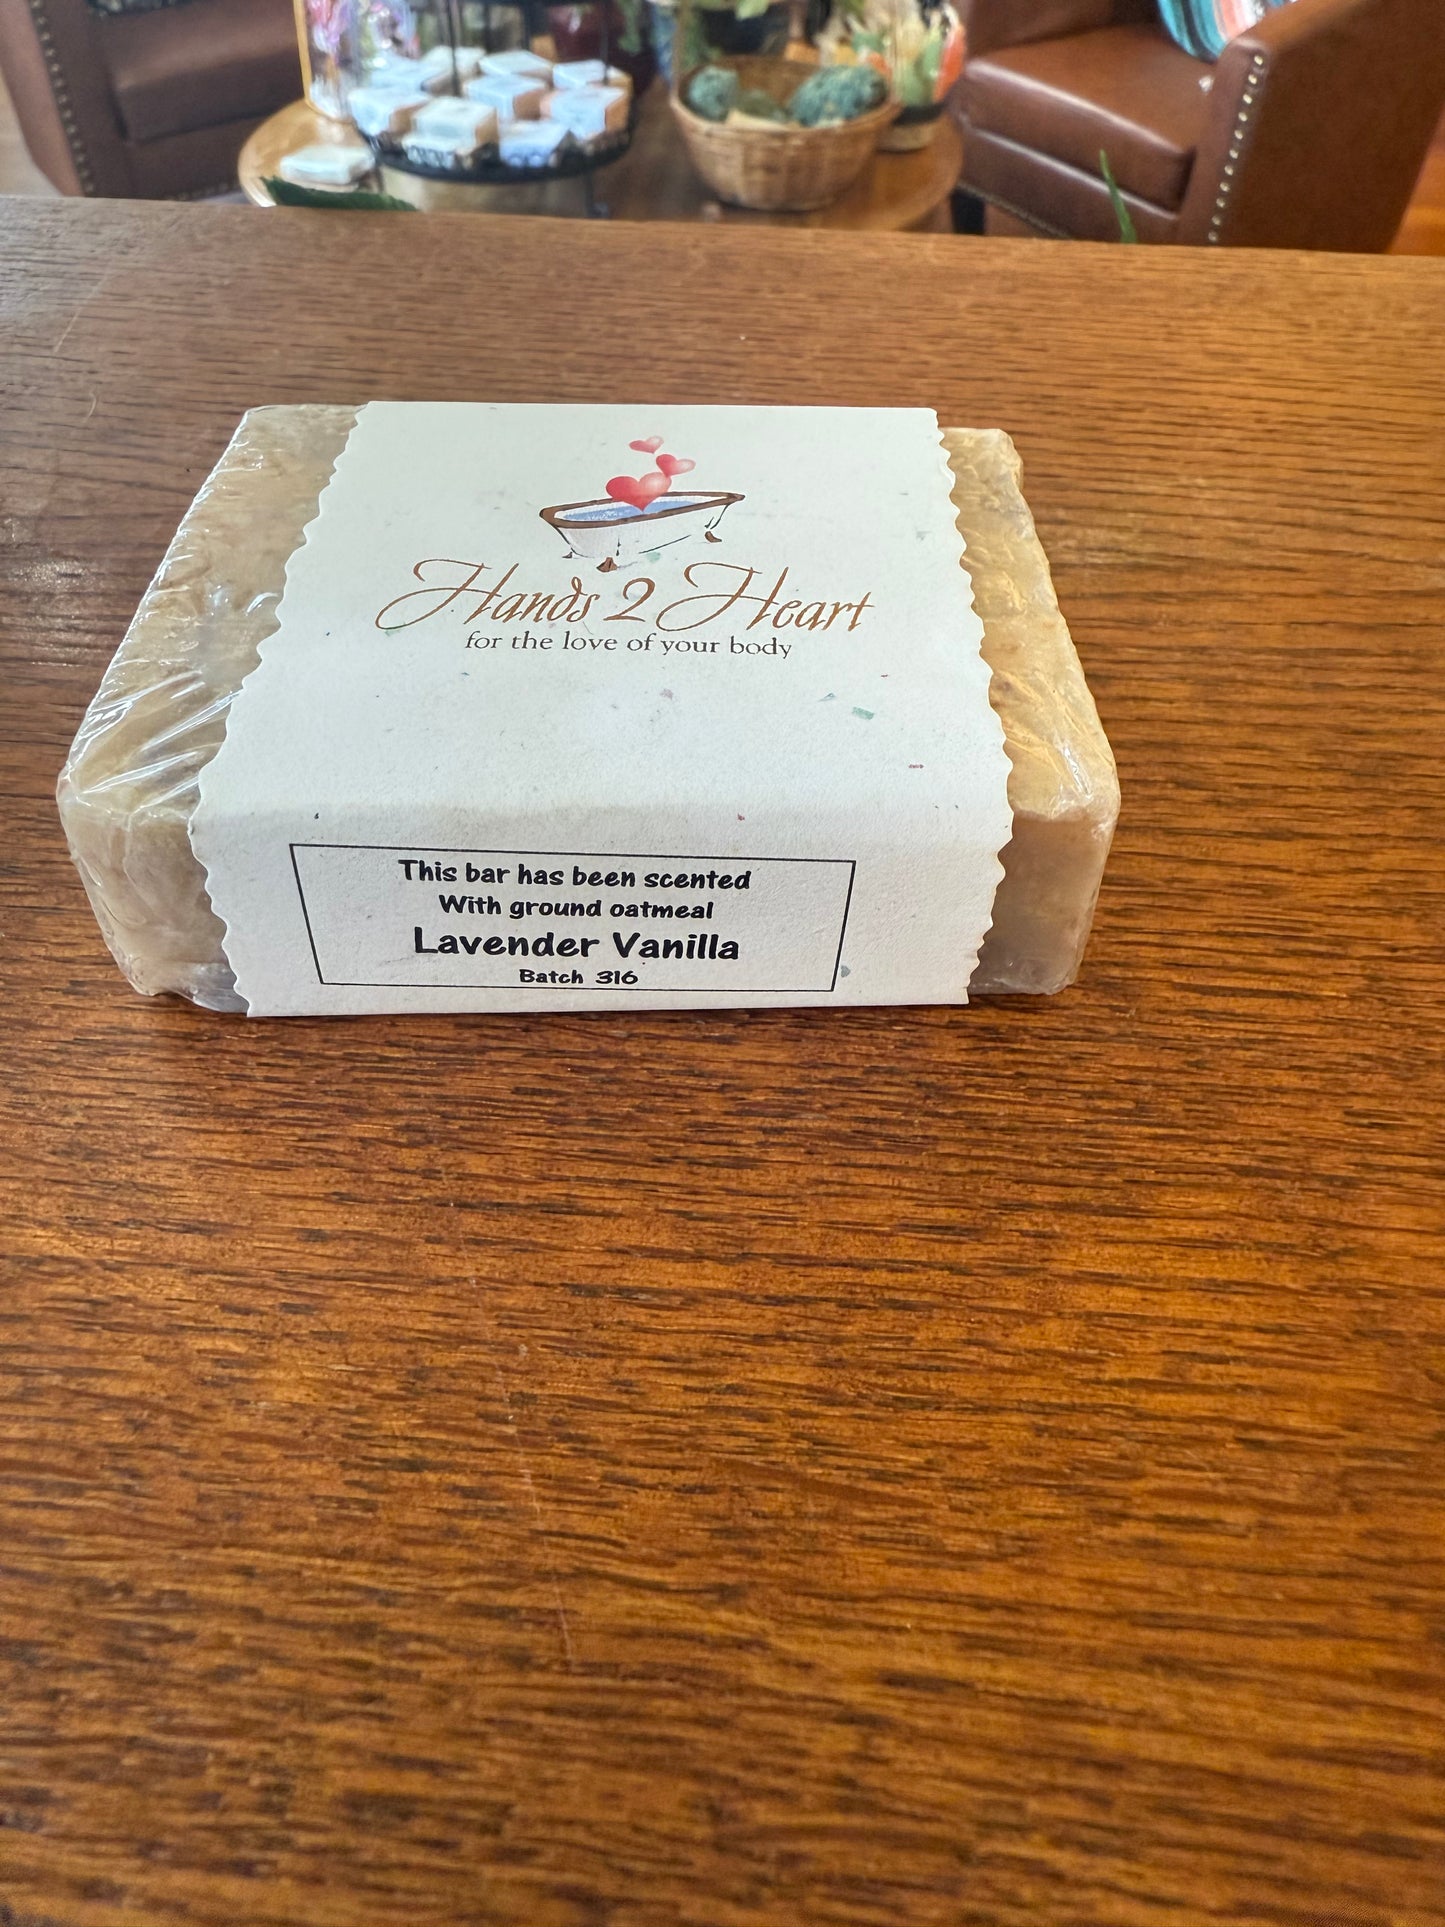 Hands 2 Heart
for the love of your body
This bar has been scented
With ground oatmeal
Lavender Vanilla
Batch 316